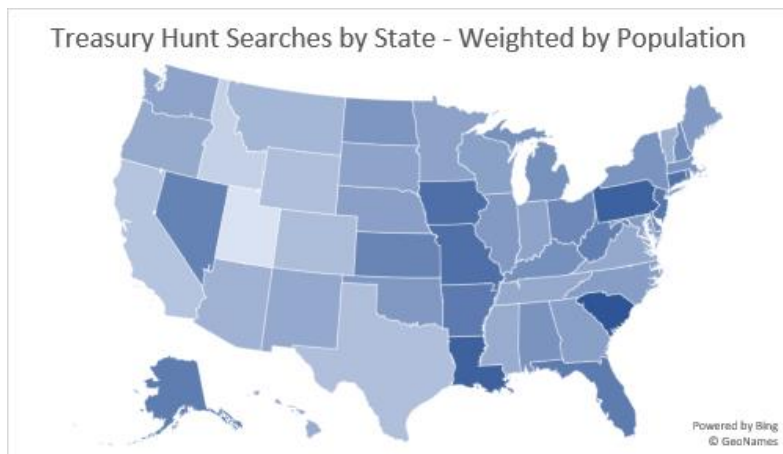 Treasury Hunt Searches by State - Weighted by Population
Powered by Bing
© GeoNames